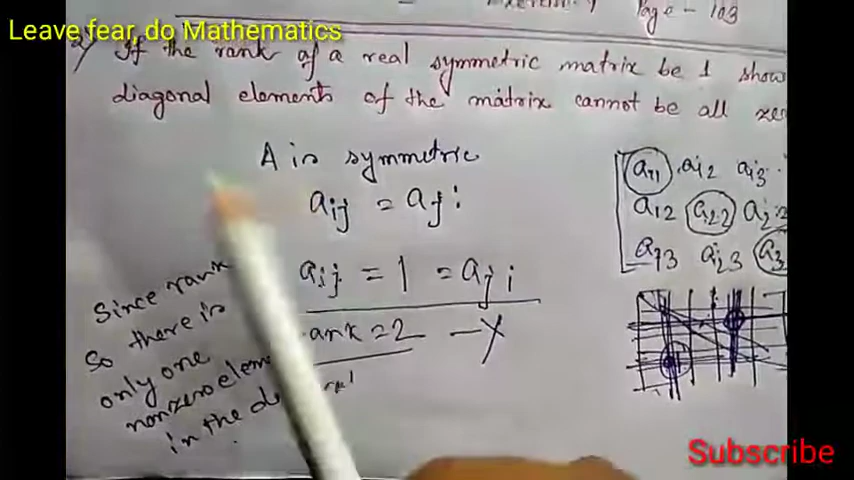 Page - 103
Leave fear, do Mathematics
If the rank of a real symmetric matrix be 1 show
diagonal elements of the matrix cannot be all
A is symmetric
aij = aji
aij = 1 = aji
rank = 2
Since rank
So there is
only one
nonzero elem
in the
a11 a12 a13
a12 a22
a13 a23
Subscribe